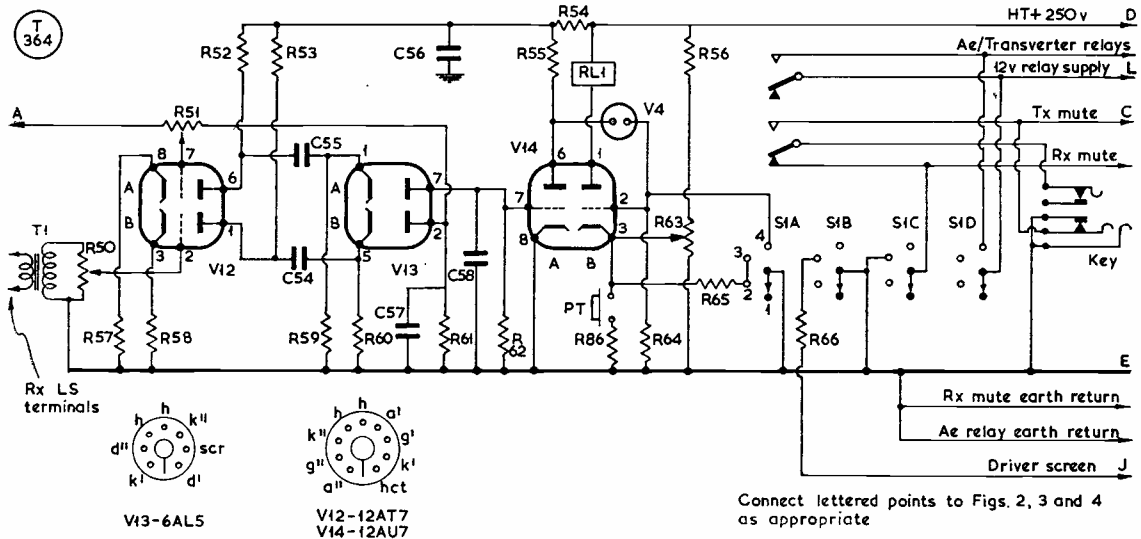 T
364
R54
HT+ 250 v D
R52
R53
C56
R55
R56
Ae/Transverter relays
RL1
12v relay supply L
A
R51
V4
Tx mute C
8 7
C55
1
V14
6 1
Rx mute
A
6
A
7
7
2
B
B
R63
S1A
S1B
S1C
S1D
T1
1
2
8
3
4
R50
3 2
C54
5
A B
3
Key
V12
V13
C58
2
1
R65
PT
R57
R58
R59
R60
C57
R61
R62
R86
R64
R66
E
Rx LS
terminals
Rx mute earth return
Ae relay earth return
Driver screen J
h
h k"
d" scr
k' d'
h
h a'
k" g'
g" k'
a" hct
V13-6AL5
V12-12AT7
V14-12AU7
Connect lettered points to Figs. 2, 3 and 4
as appropriate